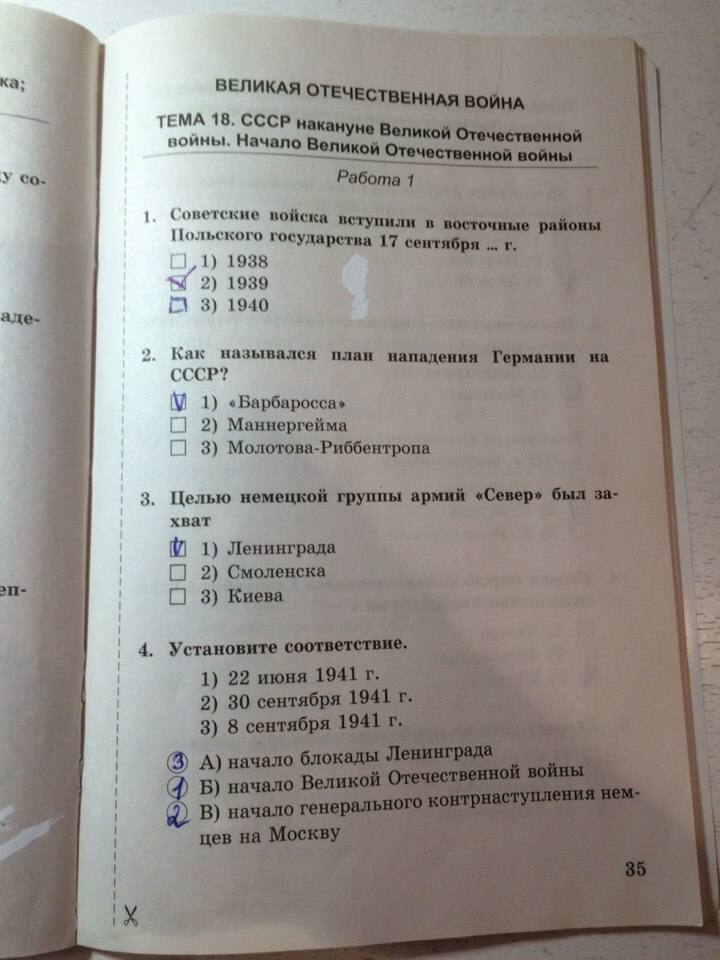 ка;
у со-
аде-
еп-
ВЕЛИКАЯ ОТЕЧЕСТВЕННАЯ ВОЙНА
ТЕМА 18. СССР накануне Великой Отечественной
войны. Начало Великой Отечественной войны
Работа 1
1. Советские войска вступили в восточные районы
Польского государства 17 сентября ... г.
1) 1938
2) 1939
3) 1940
2. Как назывался план нападения Германии на
СССР?
V 1) «Барбаросса»
2) Маннергейма
3) Молотова-Риббентропа
3. Целью немецкой группы армий «Север» был за-
хват
V 1) Ленинграда
2) Смоленска
3) Киева
4. Установите соответствие.
1) 22 июня 1941 г.
2) 30 сентября 1941 г.
3) 8 сентября 1941 г.
3 А) начало блокады Ленинграда
1 Б) начало Великой Отечественной войны
2 В) начало генерального контрнаступления нем-
цев на Москву
35